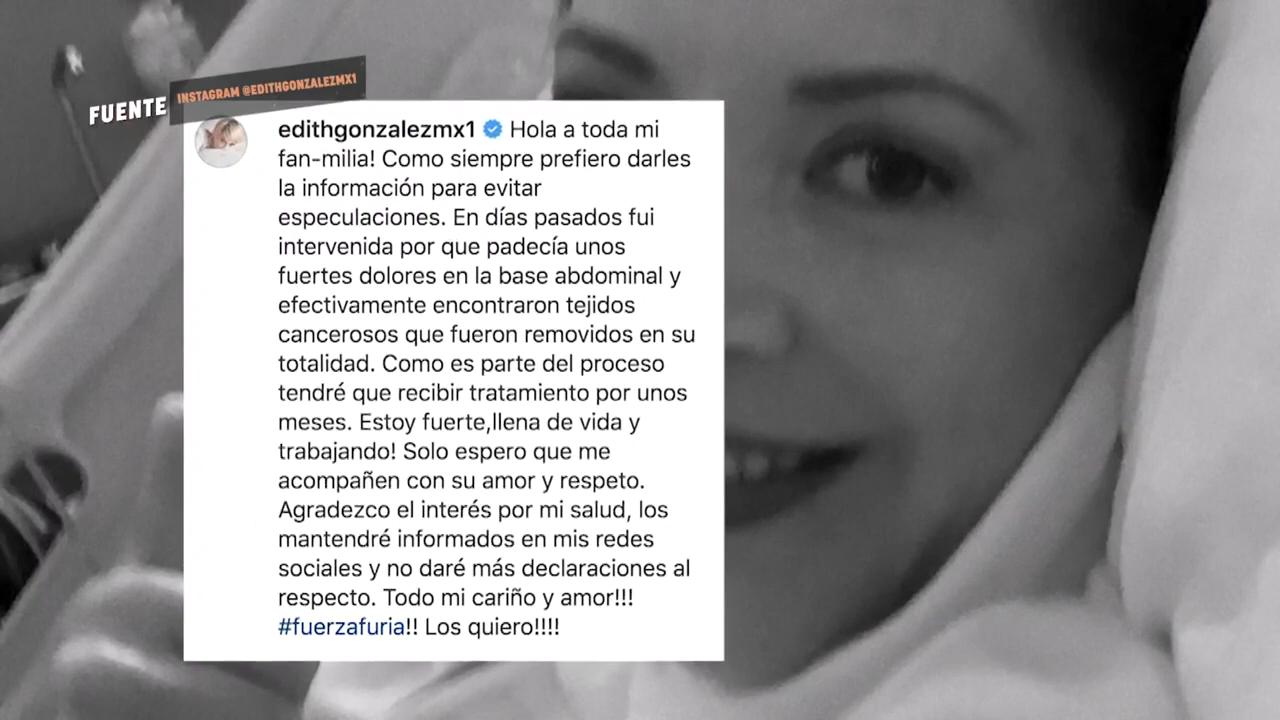 FUENTE INSTAGRAM @EDITHGONZALEZMX1
edithgonzalezmx1 Hola a toda mi
fan-milia! Como siempre prefiero darles
la información para evitar
especulaciones. En días pasados fui
intervenida por que padecía unos
fuertes dolores en la base abdominal y
efectivamente encontraron tejidos
cancerosos que fueron removidos en su
totalidad. Como es parte del proceso
tendré que recibir tratamiento por unos
meses. Estoy fuerte,llena de vida y
trabajando! Solo espero que me
acompañen con su amor y respeto.
Agradezco el interés por mi salud, los
mantendré informados en mis redes
sociales y no daré más declaraciones al
respecto. Todo mi cariño y amor!!!
#fuerzafuria!! Los quiero!!!!